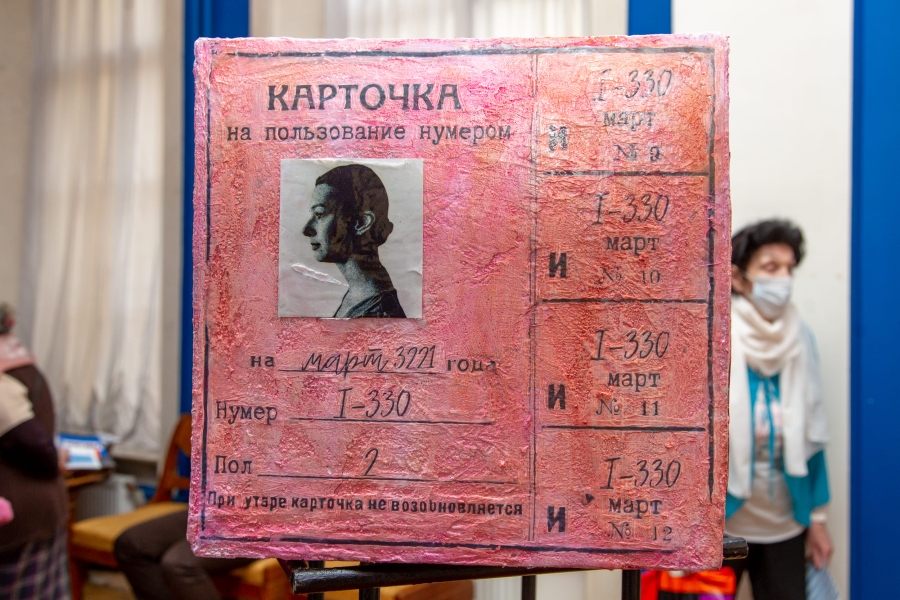 КАРТОЧКА
на пользование нумером
на март 3221 года
Нумер I-330
Пол 2
При утере карточка не возобновляется
I-330
март
И № 9
I-330
март
И № 10
I-330
март
И № 11
I-330
март
И № 12